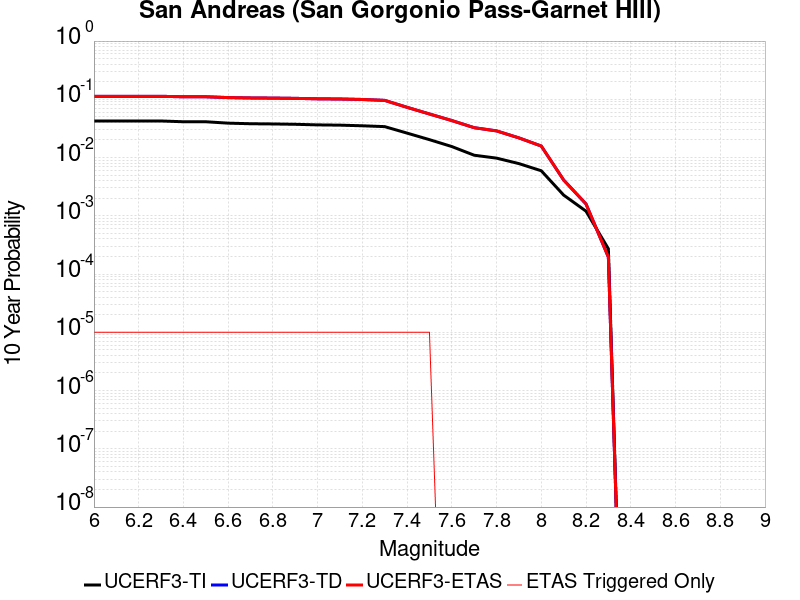 San Andreas (San Gorgonio Pass-Garnet HIll)
10 0
10 -1
10 -2
10 -3
10 -4
10 -5
10 -6
10 -7
10 -8
10 Year Probability
6 6.2 6.4 6.6 6.8 7 7.2 7.4 7.6 7.8 8 8.2 8.4 8.6 8.8 9
Magnitude
UCERF3-TI UCERF3-TD UCERF3-ETAS ETAS Triggered Only